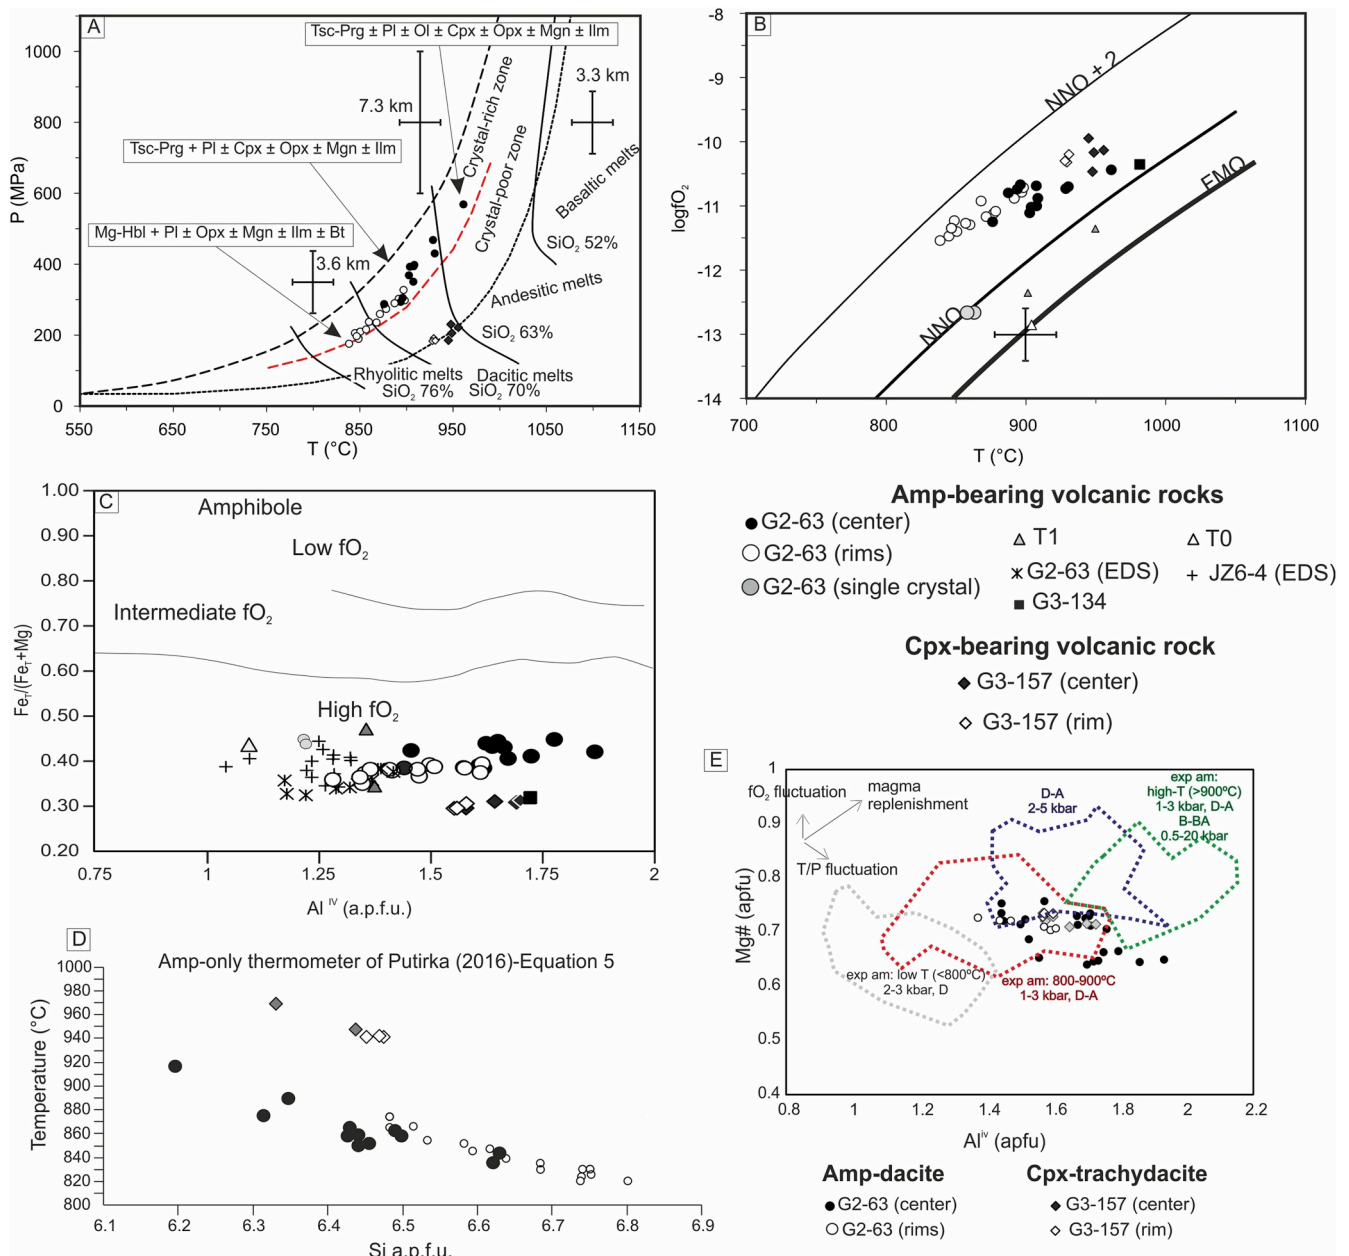 A
Tsc-Prg ± Pl ± Ol ± Cpx ± Opx ± Mgn ± Ilm
1000
800
600
400
200
0
P (MPa)
7.3 km
3.3 km
Crystal-rich zone
Crystal-poor zone
Tsc-Prg + Pl ± Cpx ± Opx ± Mgn ± Ilm
Mg-Hbl + Pl ± Opx ± Mgn ± Ilm ± Bt
3.6 km
Basaltic melts
SiO₂ 52%
Andesitic melts
SiO₂ 63%
Rhyolitic melts
SiO₂ 76%
Dacitic melts
SiO₂ 70%
550 650 750 850 950 1050 1150
T (°C)
B
-8
-9
-10
-11
-12
-13
-14
logfO₂
NNO + 2
NNO
FMQ
700 800 900 1000 1100
T (°C)
C
Amphibole
Low fO₂
Intermediate fO₂
High fO₂
1.00
0.90
0.80
0.70
0.60
0.50
0.40
0.30
0.20
Fe_T/(Fe_T+Mg)
0.75 1 1.25 1.5 1.75 2
Al ᴵⱽ (a.p.f.u.)
Amp-bearing volcanic rocks
G2-63 (center)
G2-63 (rims)
G2-63 (single crystal)
T1
T0
G2-63 (EDS)
JZ6-4 (EDS)
G3-134
Cpx-bearing volcanic rock
G3-157 (center)
G3-157 (rim)
D
Amp-only thermometer of Putirka (2016)-Equation 5
1000
980
960
940
920
900
880
860
840
820
800
Temperature (°C)
6.1 6.2 6.3 6.4 6.5 6.6 6.7 6.8 6.9
Si a.p.f.u.
E
1
0.9
0.8
0.7
0.6
0.5
0.4
Mg# (apfu)
fO₂ fluctuation
magma
replenishment
T/P fluctuation
D-A
2-5 kbar
exp am:
high-T (>900ºC)
1-3 kbar, D-A
B-BA
0.5-20 kbar
exp am: low T (<800ºC)
2-3 kbar, D
exp am: 800-900ºC
1-3 kbar, D-A
0.8 1 1.2 1.4 1.6 1.8 2 2.2
Alⁱᵛ (apfu)
Amp-dacite
G2-63 (center)
G2-63 (rims)
Cpx-trachydacite
G3-157 (center)
G3-157 (rim)